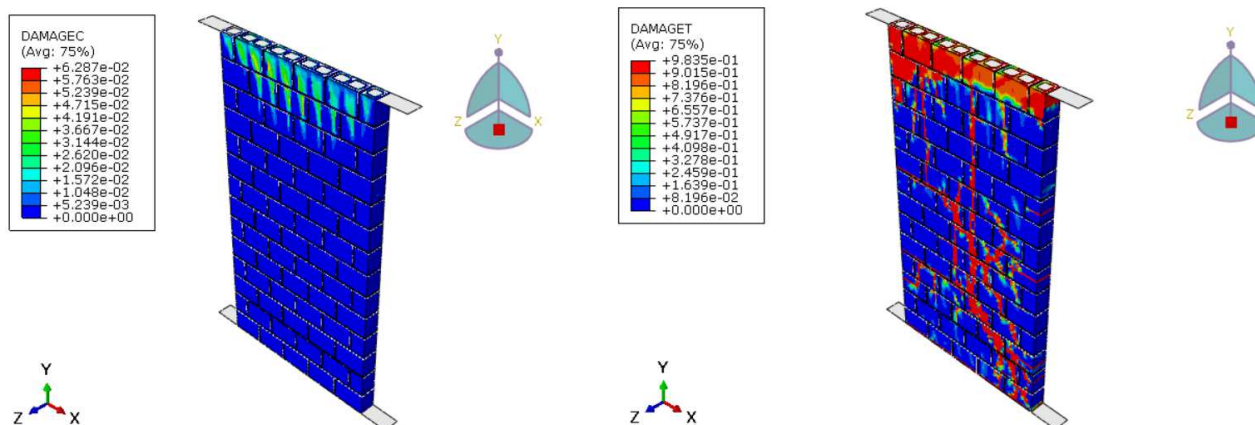 DAMAGEC
(Avg: 75%)
+6.287e-02
+5.763e-02
+5.239e-02
+4.715e-02
+4.191e-02
+3.667e-02
+3.144e-02
+2.620e-02
+2.096e-02
+1.572e-02
+1.048e-02
+5.239e-03
+0.000e+00
Y
Z
X
Y
Z
X
DAMAGET
(Avg: 75%)
+9.835e-01
+9.015e-01
+8.196e-01
+7.376e-01
+6.557e-01
+5.737e-01
+4.917e-01
+4.098e-01
+3.278e-01
+2.459e-01
+1.639e-01
+8.196e-02
+0.000e+00
Y
Z
Y
Z
X